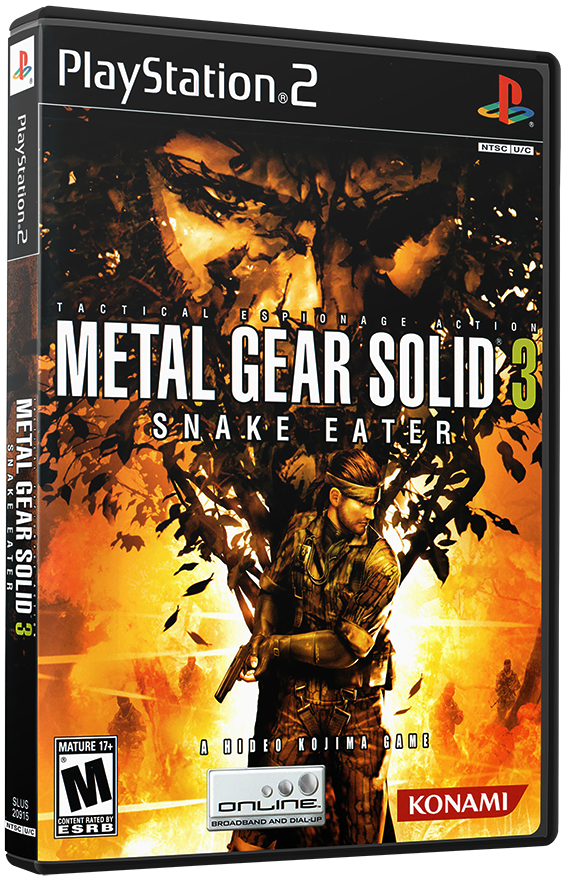 PlayStation®2
NTSC U/C
TACTICAL ESPIONAGE ACTION
METAL GEAR SOLID® 3
SNAKE EATER
A HIDEO KOJIMA GAME
MATURE 17+
M
®
CONTENT RATED BY
ESRB
ONLINE
BROADBAND AND DIAL-UP
KONAMI
PlayStation®2
METAL GEAR SOLID 3
SNAKE EATER
SLUS
20915
NTSC U/C